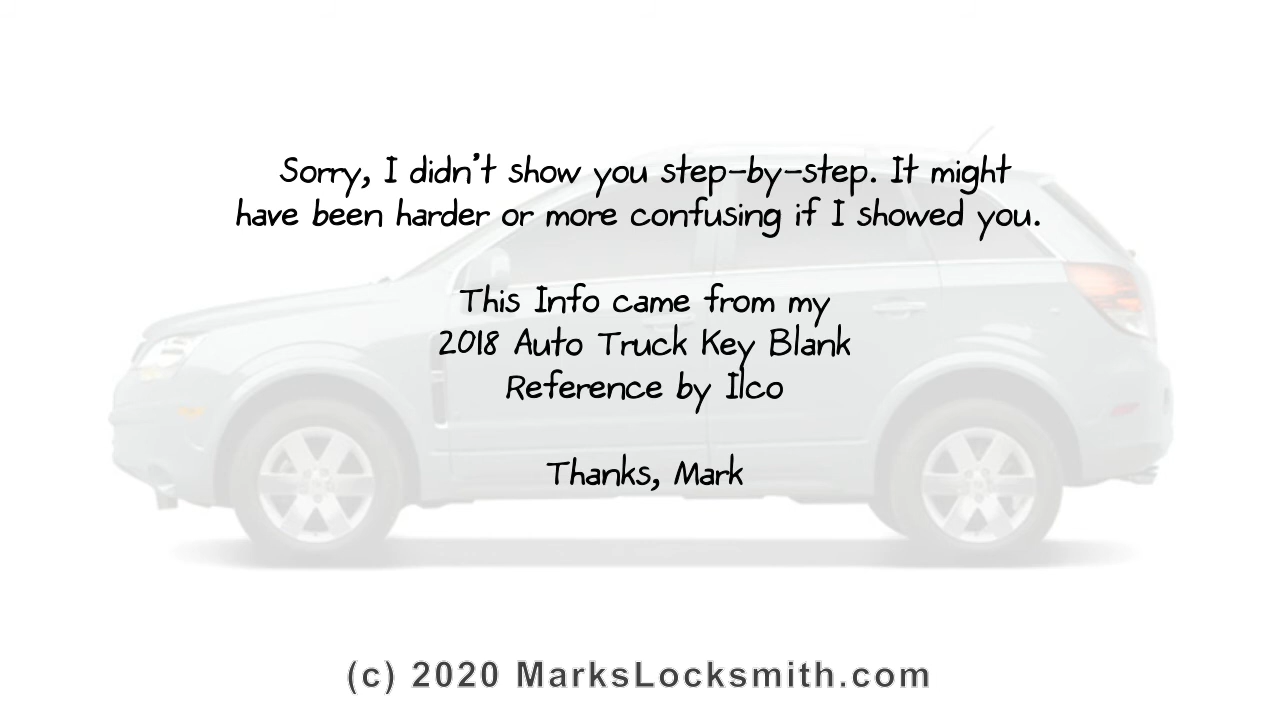 Sorry, I didn't show you step-by-step. It might
have been harder or more confusing if I showed you.
This Info came from my
2018 Auto Truck Key Blank
Reference by Ilco
Thanks, Mark
(c) 2020 MarksLocksmith.com